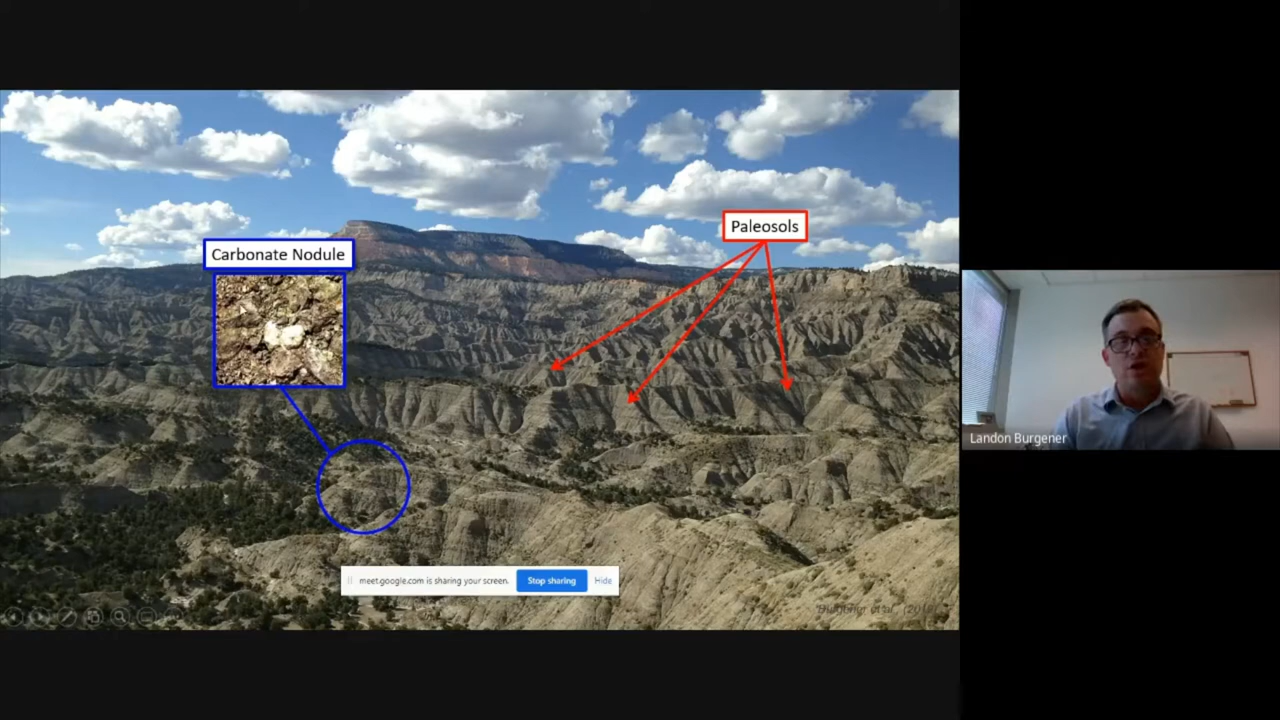 Paleosols
Carbonate Nodule
Landon Burgener
meet.google.com is sharing your screen. Stop sharing Hide